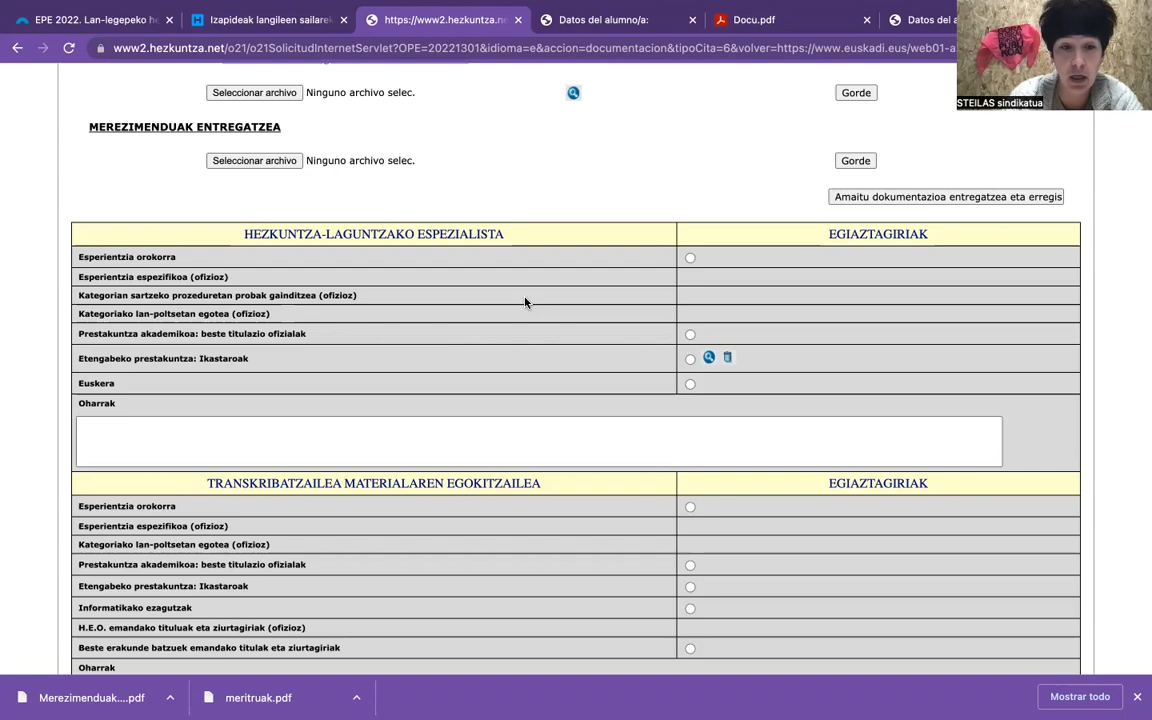 EPE 2022. Lan-legepeko he
Izapideak langileen sailarek
https://www2.hezkuntza.ne
Datos del alumno/a:
Docu.pdf
Datos del a
www2.hezkuntza.net/o21/o21SolicitudInternetServlet?OPE=20221301&idioma=e&accion=documentacion&tipoCita=6&volver=https://www.euskadi.eus/web01-a
STEILAS sindikatua
Seleccionar archivo Ninguno archivo selec. Gorde
MEREZIMENDUAK ENTREGATZEA
Seleccionar archivo Ninguno archivo selec. Gorde
Amaitu dokumentazioa entregatzea eta erregis
HEZKUNTZA-LAGUNTZAKO ESPEZIALISTA EGIAZTAGIRIAK
Esperientzia orokorra
Esperientzia espezifikoa (ofizioz)
Kategorian sartzeko prozeduretan probak gainditzea (ofizioz)
Kategoriako lan-poltsetan egotea (ofizioz)
Prestakuntza akademikoa: beste titulazio ofizialak
Etengabeko prestakuntza: Ikastaroak
Euskera
Oharrak
TRANSKRIBATZAILEA MATERIALAREN EGOKITZAILEA EGIAZTAGIRIAK
Esperientzia orokorra
Esperientzia espezifikoa (ofizioz)
Kategoriako lan-poltsetan egotea (ofizioz)
Prestakuntza akademikoa: beste titulazio ofizialak
Etengabeko prestakuntza: Ikastaroak
Informatikako ezagutzak
H.E.O. emandako tituluak eta ziurtagiriak (ofizioz)
Beste erakunde batzuek emandako titulak eta ziurtagiriak
Oharrak
Merezimenduak....pdf
meritruak.pdf
Mostrar todo